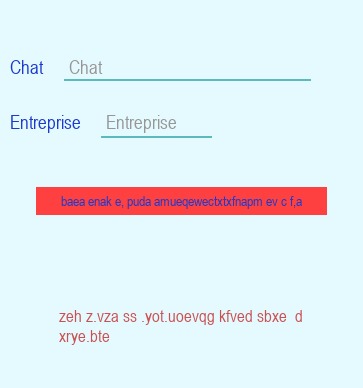 Chat Chat
Entreprise Entreprise
baea enak e, puda amueqewectxtxfnapm ev c f,a
zeh z.vza ss .yot.uoevqg kfved sbxe d
xrye.bte